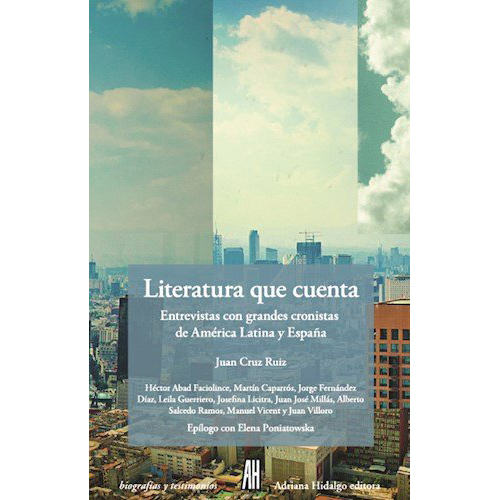 Literatura que cuenta
Entrevistas con grandes cronistas
de América Latina y España
Juan Cruz Ruiz
Héctor Abad Faciolince, Martín Caparrós, Jorge Fernández
Díaz, Leila Guerriero, Josefina Licitra, Juan José Millás, Alberto
Salcedo Ramos, Manuel Vicent y Juan Villoro
Epílogo con Elena Poniatowska
biografías y testimonios
AH
Adriana Hidalgo editora